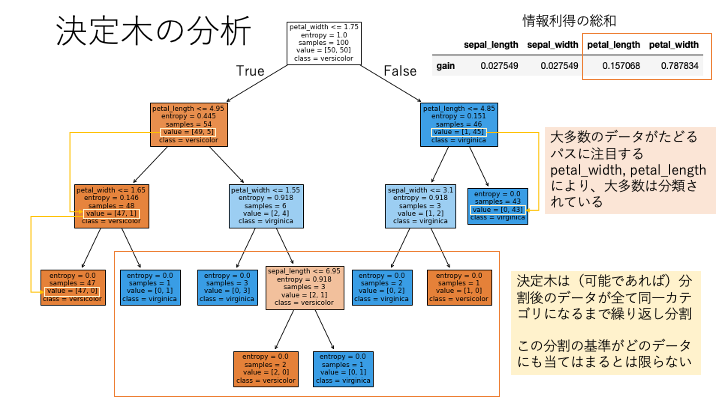 決定木の分析
情報利得の総和
sepal_length sepal_width petal_length petal_width
gain 0.027549 0.027549 0.157068 0.787834
petal_width <= 1.75
entropy = 1.0
samples = 100
value = [50, 50]
class = versicolor
True
False
petal_length <= 4.95
entropy = 0.445
samples = 54
value = [49, 5]
class = versicolor
petal_length <= 4.85
entropy = 0.151
samples = 46
value = [1, 45]
class = virginica
大多数のデータがたどる
パスに注目する
petal_width, petal_length
により、大多数は分類さ
れている
petal_width <= 1.65
entropy = 0.146
samples = 48
value = [47, 1]
class = versicolor
petal_width <= 1.55
entropy = 0.918
samples = 6
value = [2, 4]
class = virginica
sepal_width <= 3.1
entropy = 0.918
samples = 3
value = [1, 2]
class = virginica
entropy = 0.0
samples = 43
value = [0, 43]
class = virginica
entropy = 0.0
samples = 47
value = [47, 0]
class = versicolor
entropy = 0.0
samples = 1
value = [0, 1]
class = virginica
entropy = 0.0
samples = 3
value = [0, 3]
class = virginica
sepal_length <= 6.95
entropy = 0.918
samples = 3
value = [2, 1]
class = versicolor
entropy = 0.0
samples = 2
value = [0, 2]
class = virginica
entropy = 0.0
samples = 1
value = [1, 0]
class = versicolor
決定木は（可能であれば）分
割後のデータが全て同一カテ
ゴリになるまで繰り返し分割
この分割の基準がどのデータ
にも当てはまるとは限らない
entropy = 0.0
samples = 2
value = [2, 0]
class = versicolor
entropy = 0.0
samples = 1
value = [0, 1]
class = virginica